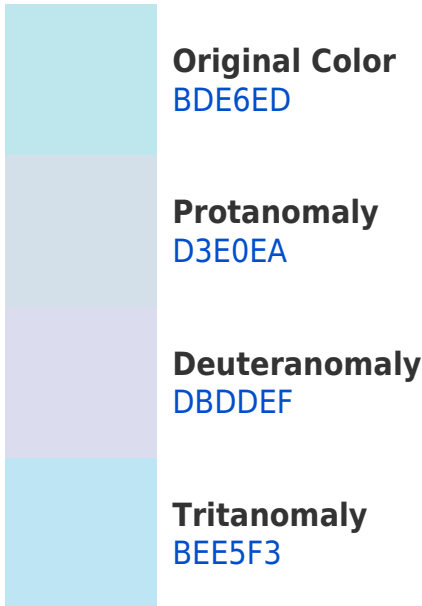 Original Color
BDE6ED
Protanomaly
D3E0EA
Deuteranomaly
DBDDEF
Tritanomaly
BEE5F3